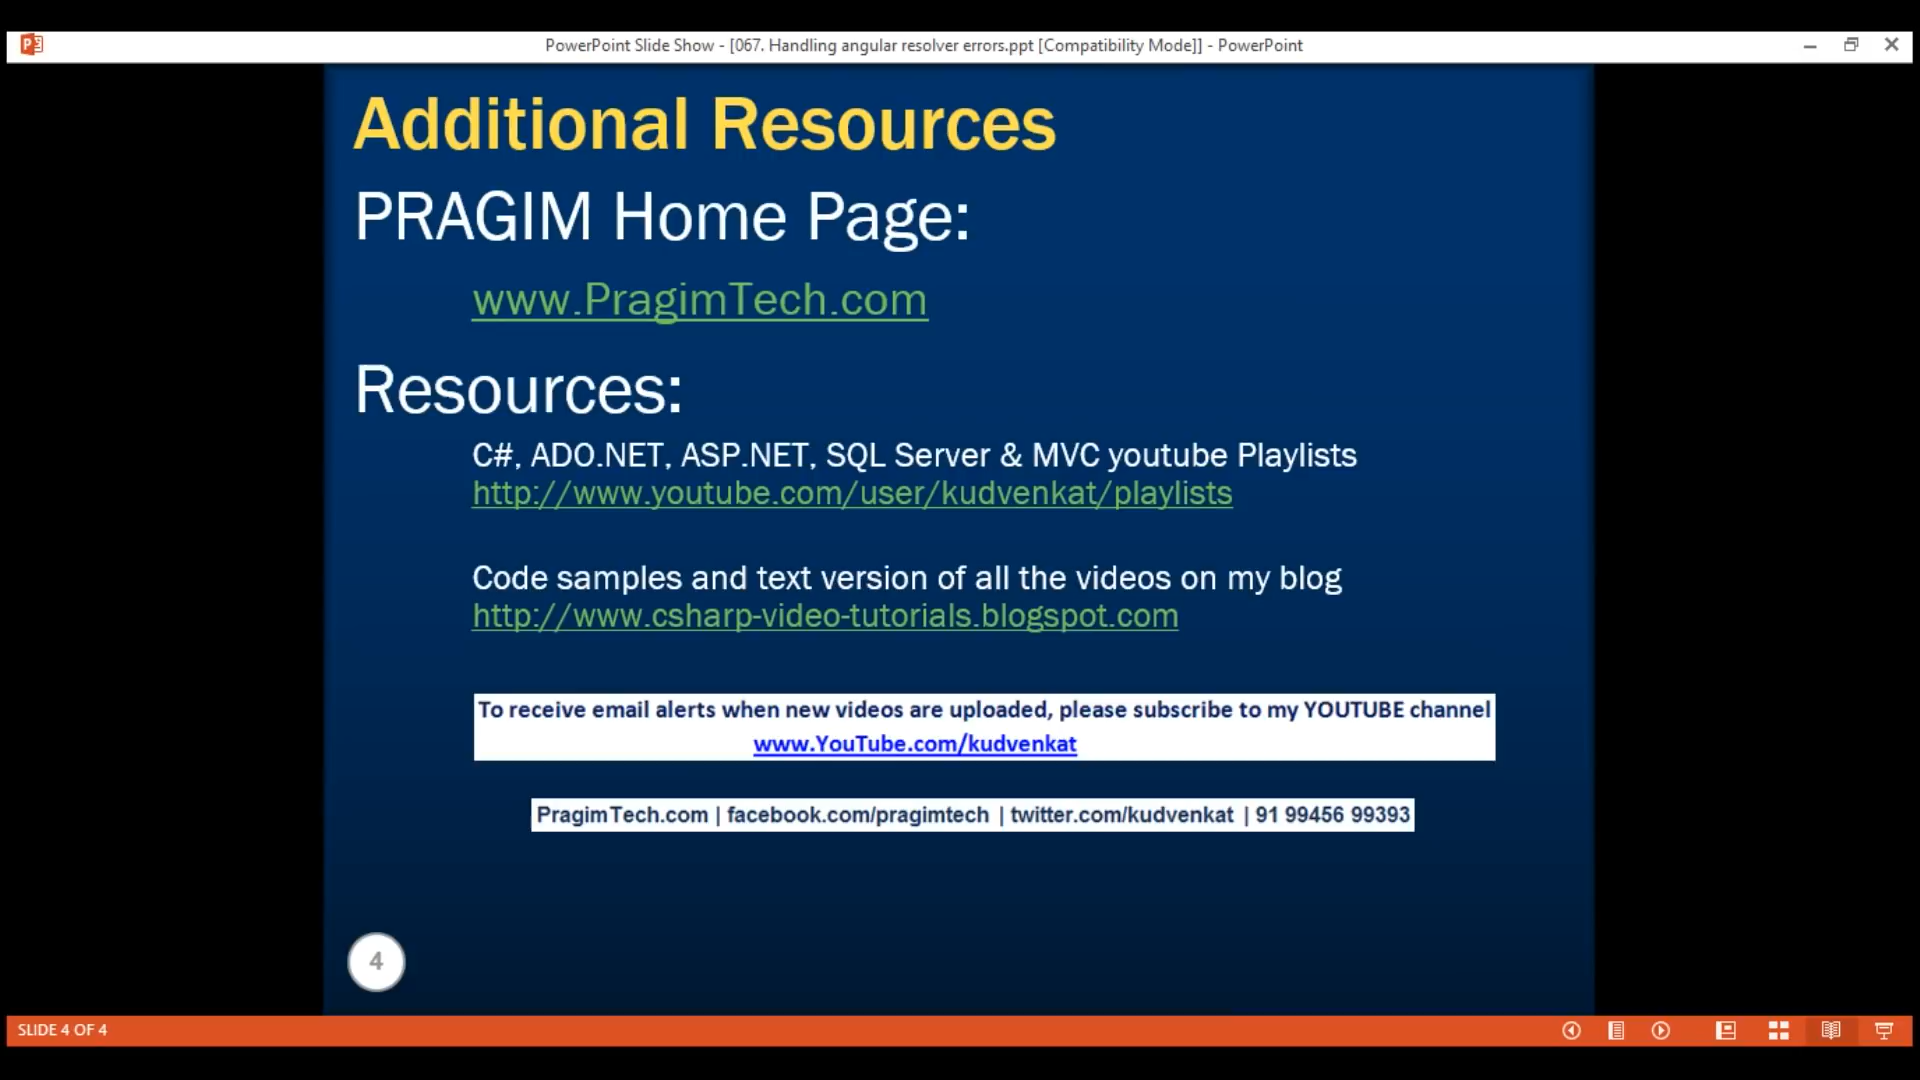 PowerPoint Slide Show - [067. Handling angular resolver errors.ppt [Compatibility Mode]] - PowerPoint
Additional Resources
PRAGIM Home Page:
www.PragimTech.com
Resources:
C#, ADO.NET, ASP.NET, SQL Server & MVC youtube Playlists
http://www.youtube.com/user/kudvenkat/playlists
Code samples and text version of all the videos on my blog
http://www.csharp-video-tutorials.blogspot.com
To receive email alerts when new videos are uploaded, please subscribe to my YOUTUBE channel
www.YouTube.com/kudvenkat
PragimTech.com | facebook.com/pragimtech | twitter.com/kudvenkat | 91 99456 99393
4
SLIDE 4 OF 4